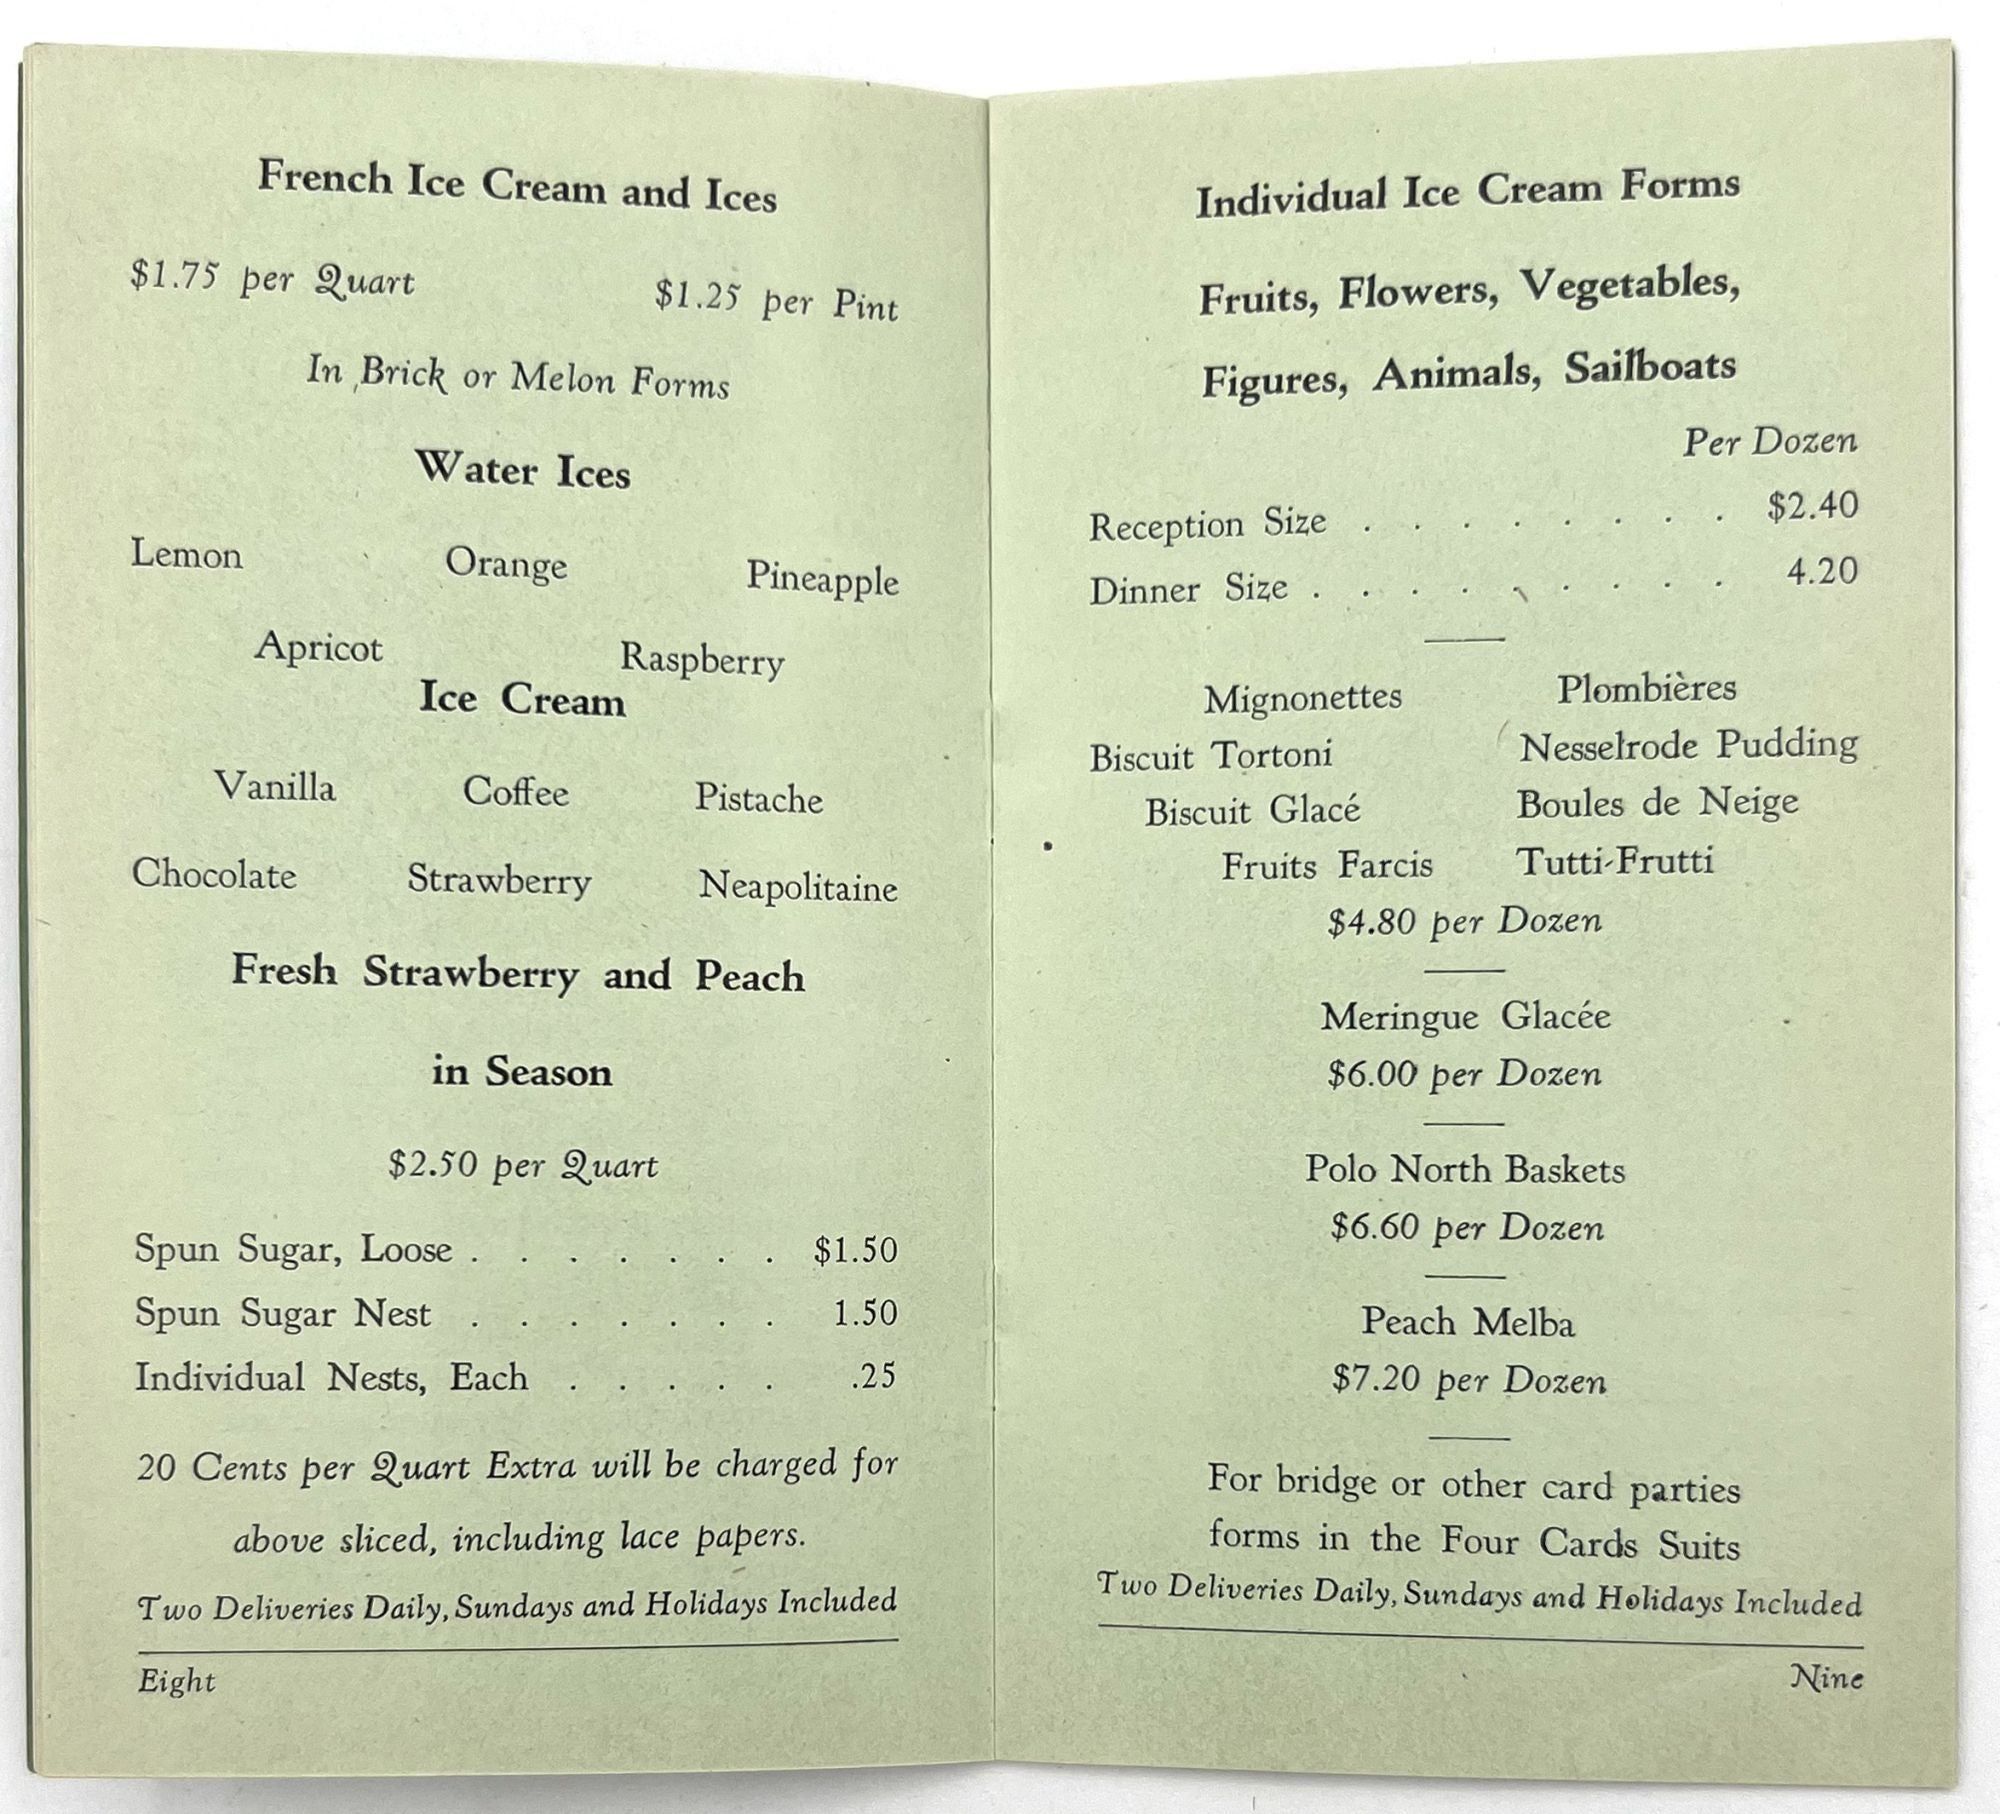 French Ice Cream and Ices
$1.75 per Quart $1.25 per Pint
In Brick or Melon Forms
Water Ices
Lemon Orange Pineapple
Apricot Raspberry
Ice Cream
Vanilla Coffee Pistache
Chocolate Strawberry Neapolitaine
Fresh Strawberry and Peach
in Season
$2.50 per Quart
Spun Sugar, Loose . . . . . . . $1.50
Spun Sugar Nest . . . . . . . 1.50
Individual Nests, Each . . . . . .25
20 Cents per Quart Extra will be charged for
above sliced, including lace papers.
Two Deliveries Daily, Sundays and Holidays Included
Eight
Individual Ice Cream Forms
Fruits, Flowers, Vegetables,
Figures, Animals, Sailboats
Per Dozen
Reception Size . . . . . . . . $2.40
Dinner Size . . . . . . . . . 4.20
Mignonettes Plombières
Biscuit Tortoni Nesselrode Pudding
Biscuit Glacé Boules de Neige
Fruits Farcis Tutti-Frutti
$4.80 per Dozen
Meringue Glacée
$6.00 per Dozen
Polo North Baskets
$6.60 per Dozen
Peach Melba
$7.20 per Dozen
For bridge or other card parties
forms in the Four Cards Suits
Two Deliveries Daily, Sundays and Holidays Included
Nine